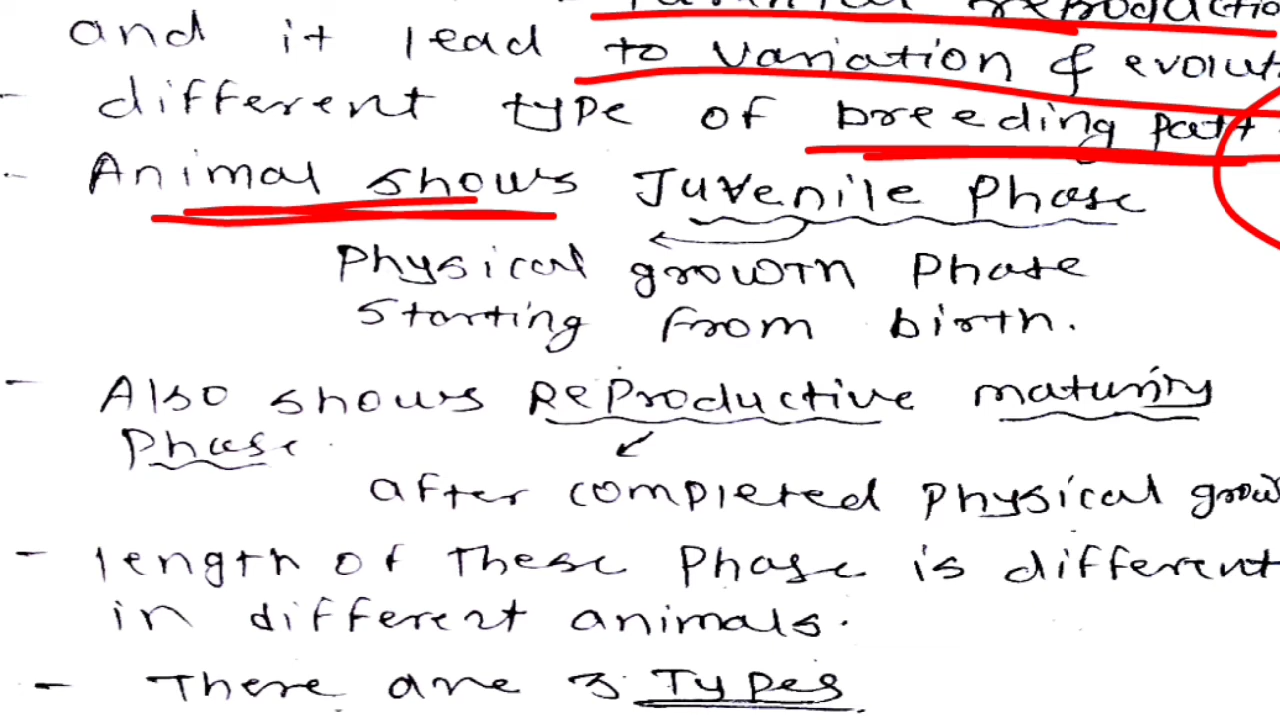 reproductio
and it lead to variation & evolut
- different type of breeding patt
- Animal shows Juvenile Phase
Physical growth Phase
starting from birth.
- Also shows Reproductive maturity
Phase
after completed physical grow
- length of these phase is different
in different animals.
- There are 3 Types